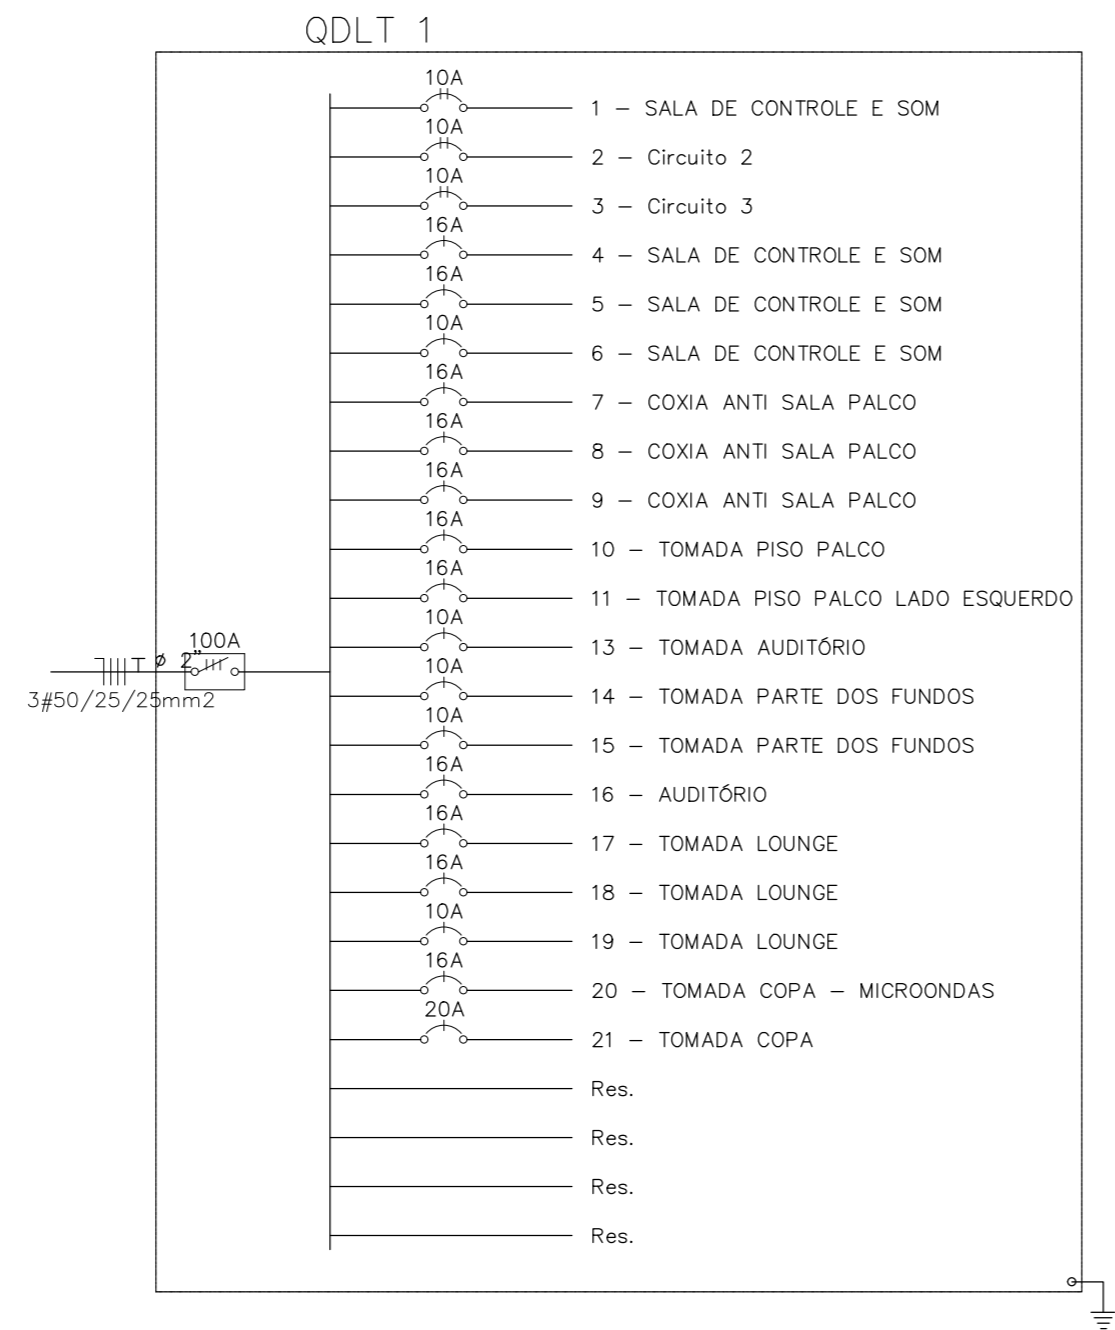 QDLT 1
10A
1 – SALA DE CONTROLE E SOM
10A
2 – Circuito 2
10A
3 – Circuito 3
16A
4 – SALA DE CONTROLE E SOM
16A
5 – SALA DE CONTROLE E SOM
10A
6 – SALA DE CONTROLE E SOM
16A
7 – COXIA ANTI SALA PALCO
16A
8 – COXIA ANTI SALA PALCO
16A
9 – COXIA ANTI SALA PALCO
16A
10 – TOMADA PISO PALCO
16A
11 – TOMADA PISO PALCO LADO ESQUERDO
10A
13 – TOMADA AUDITÓRIO
100A
ø 2"
3#50/25/25mm2
10A
14 – TOMADA PARTE DOS FUNDOS
10A
15 – TOMADA PARTE DOS FUNDOS
16A
16 – AUDITÓRIO
16A
17 – TOMADA LOUNGE
16A
18 – TOMADA LOUNGE
10A
19 – TOMADA LOUNGE
16A
20 – TOMADA COPA – MICROONDAS
20A
21 – TOMADA COPA
Res.
Res.
Res.
Res.